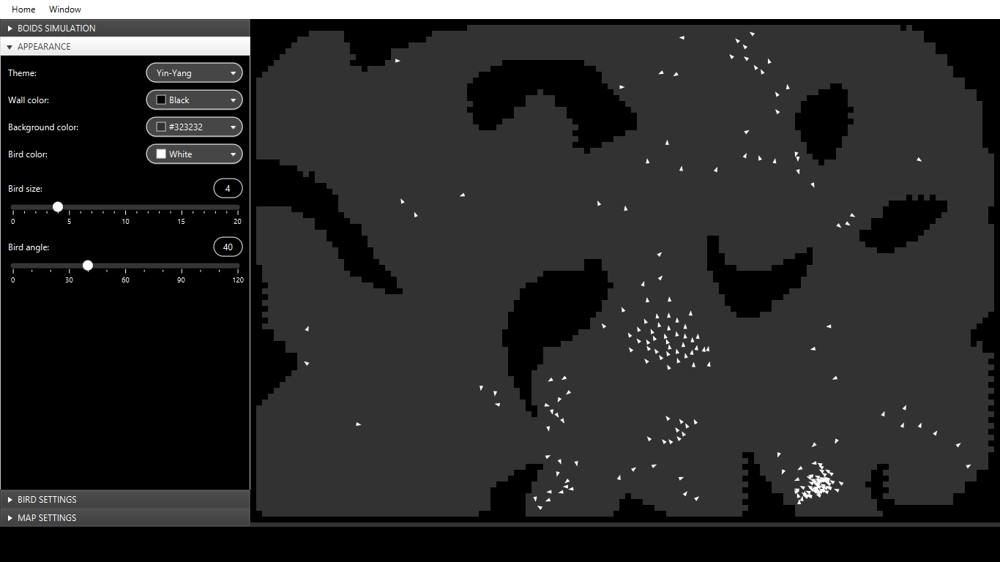 Home Window
BOIDS SIMULATION
APPEARANCE
Theme: Yin-Yang
Wall color: Black
Background color: #323232
Bird color: White
Bird size: 4
0 5 10 15 20
Bird angle: 40
0 30 60 90 120
BIRD SETTINGS
MAP SETTINGS